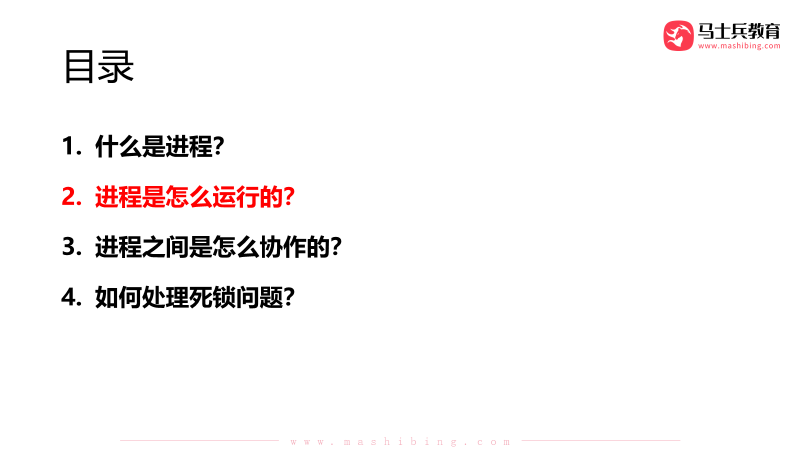 马士兵教育
www.mashibing.com
目录
1. 什么是进程?
2. 进程是怎么运行的?
3. 进程之间是怎么协作的?
4. 如何处理死锁问题?
www.mashibing.com